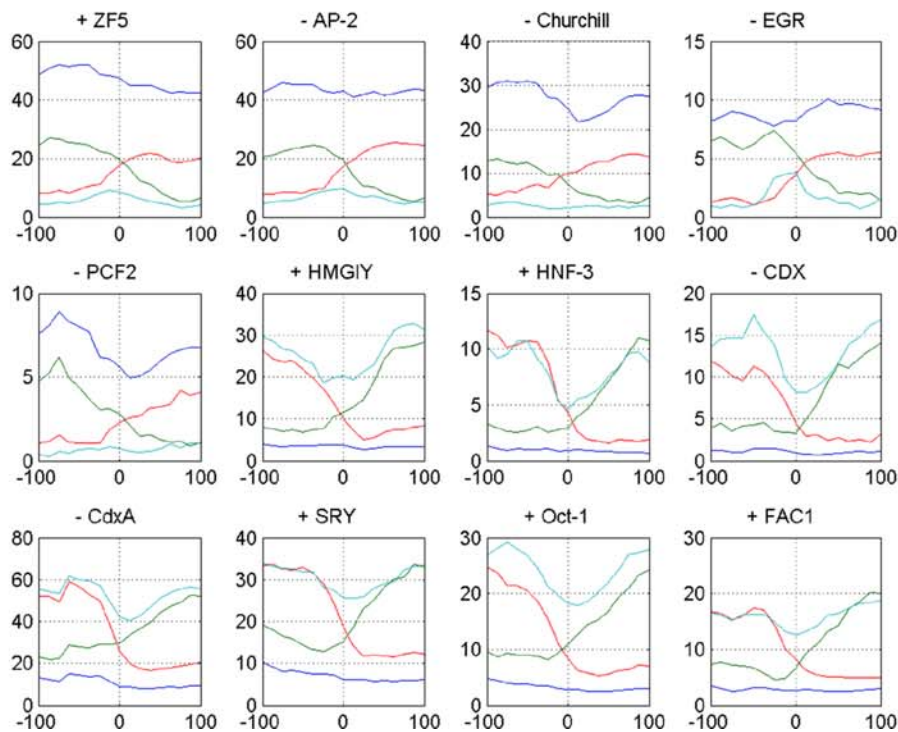 + ZF5
- AP-2
- Churchill
- EGR
60
40
20
0
-100 0 100
60
40
20
0
-100 0 100
40
30
20
10
0
-100 0 100
15
10
5
0
-100 0 100
- PCF2
+ HMGIY
+ HNF-3
- CDX
10
5
0
-100 0 100
40
30
20
10
0
-100 0 100
15
10
5
0
-100 0 100
20
15
10
5
0
-100 0 100
- CdxA
+ SRY
+ Oct-1
+ FAC1
80
60
40
20
0
-100 0 100
40
30
20
10
0
-100 0 100
30
20
10
0
-100 0 100
30
20
10
0
-100 0 100